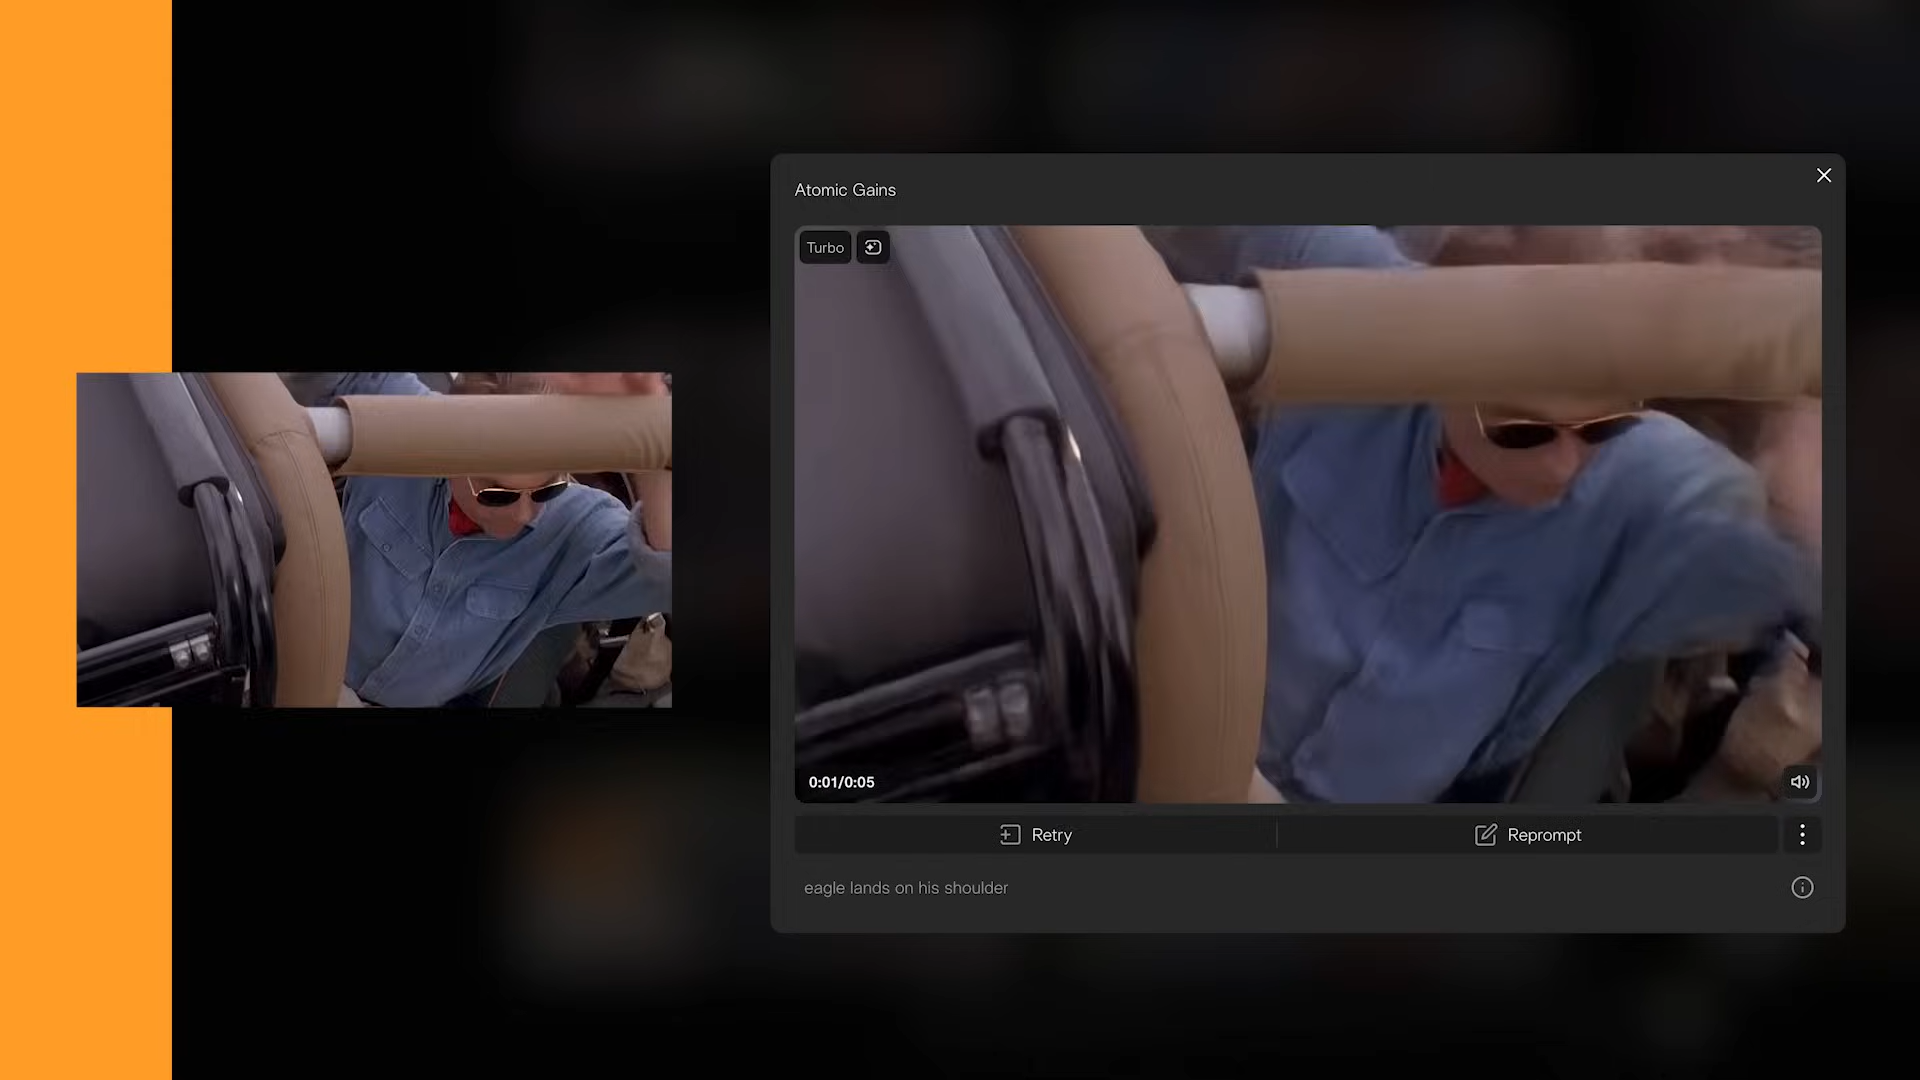 Atomic Gains
Turbo
0:01/0:05
Retry
Reprompt
eagle lands on his shoulder